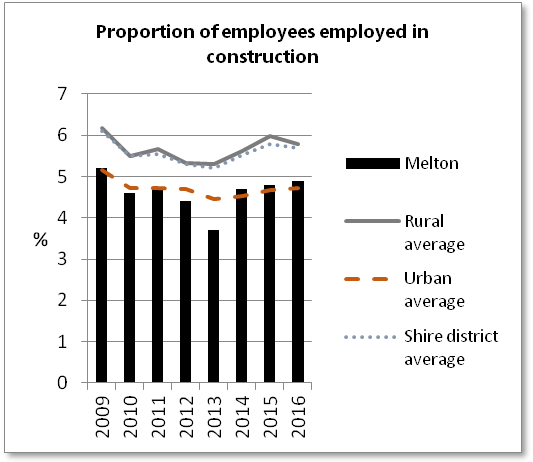 Proportion of employees employed in
construction
7
6
5
4
3
2
1
0
%
2009
2010
2011
2012
2013
2014
2015
2016
Melton
Rural
average
Urban
average
Shire district
average